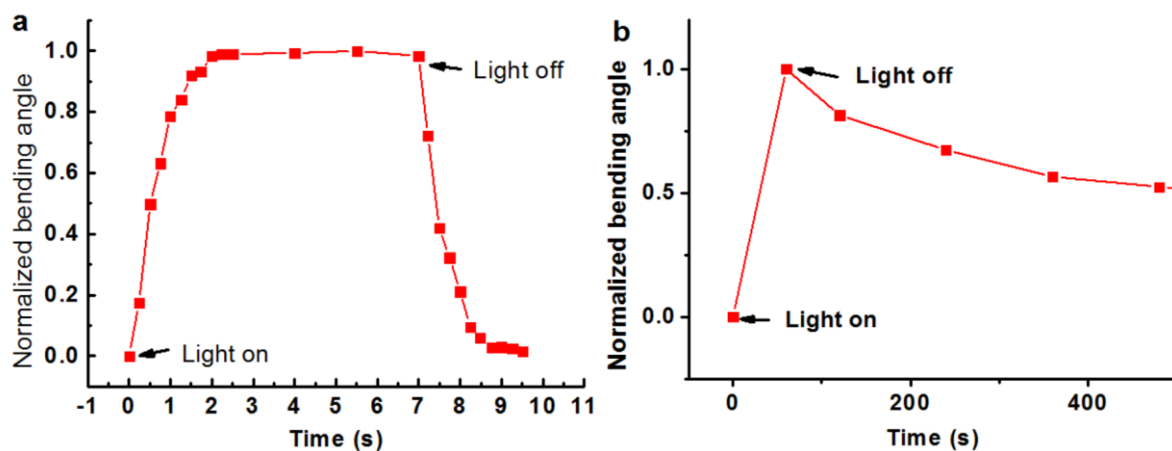 a
Normalized bending angle
1.0
0.8
0.6
0.4
0.2
0.0
Light off
Light on
-1 0 1 2 3 4 5 6 7 8 9 10 11
Time (s)
b
Normalized bending angle
1.0
0.5
0.0
Light off
Light on
0 200 400
Time (s)